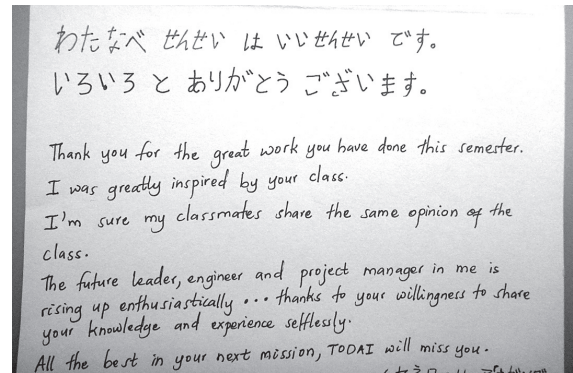 わたなべ せんせい は いじせんせい です。
いろいろ と ありがとう ございます。
Thank you for the great work you have done this semester.
I was greatly inspired by your class.
I'm sure my classmates share the same opinion of the
class.
The future leader, engineer and project manager in me is
rising up enthusiastically ... thanks to your willingness to share
your knowledge and experience selflessly.
All the best in your next mission, TODAI will miss you.